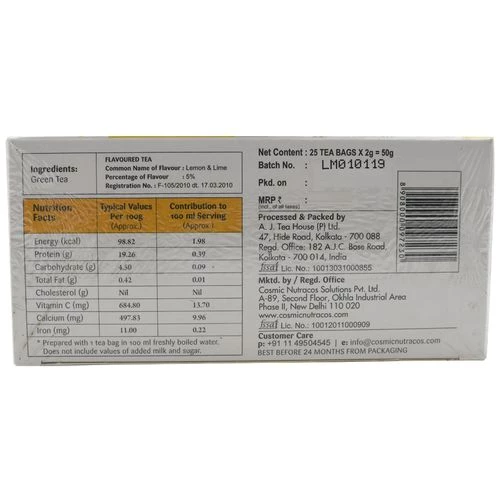 Ingredients:
Green Tea
FLAVOURED TEA
Common Name of Flavour : Lemon & Lime
Percentage of Flavour : 5%
Registration No. : F-105/2010 dt. 17.03.2010
Nutrition Facts Typical Values Per 100g (Approx.) Contribution to 100 ml Serving (Approx.)
Energy (kcal) 98.82 1.98
Protein (g) 19.26 0.39
Carbohydrate (g) 4.50 0.09
Total Fat (g) 0.42 0.01
Cholesterol (g) Nil Nil
Vitamin C (mg) 684.80 13.70
Calcium (mg) 497.83 9.96
Iron (mg) 11.00 0.22
* Prepared with 1 tea bag in 100 ml freshly boiled water.
Does not include values of added milk and sugar.
Net Content : 25 TEA BAGS X 2g = 50g
Batch No. : LM010119
Pkd. on :
MRP ₹ :
(incl. of all taxes)
Processed & Packed by
A. J. Tea House (P) Ltd.
47, Hide Road, Kolkata - 700 088
Regd. Office: 182 A.J.C. Bose Road,
Kolkata - 700 014, India
fssai Lic. No.: 10013031000855
Mktd. by / Regd. Office
Cosmic Nutracos Solutions Pvt. Ltd.
A-89, Second Floor, Okhla Industrial Area
Phase II, New Delhi 110 020
www.cosmicnutracos.com
fssai Lic. No.: 10012011000909
Customer Care
p: +91 11 49504545 | e: info@cosmicnutracos.com
BEST BEFORE 24 MONTHS FROM PACKAGING